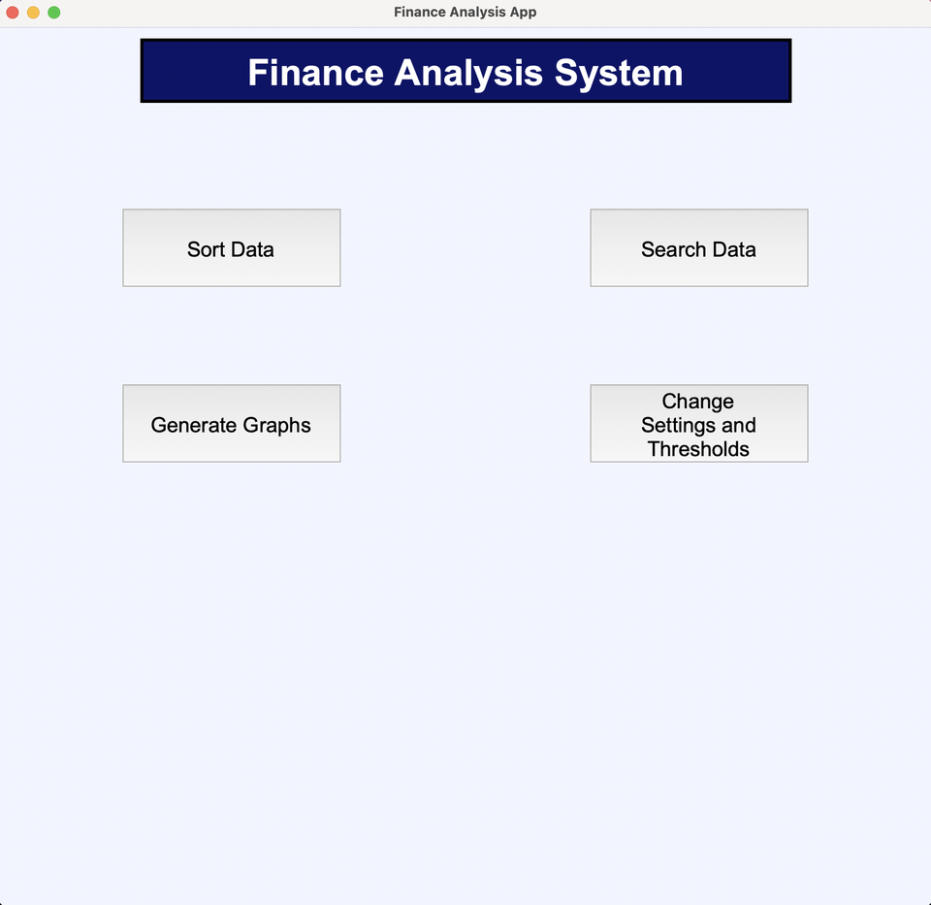 Finance Analysis App
Finance Analysis System
Sort Data
Search Data
Generate Graphs
Change
Settings and
Thresholds